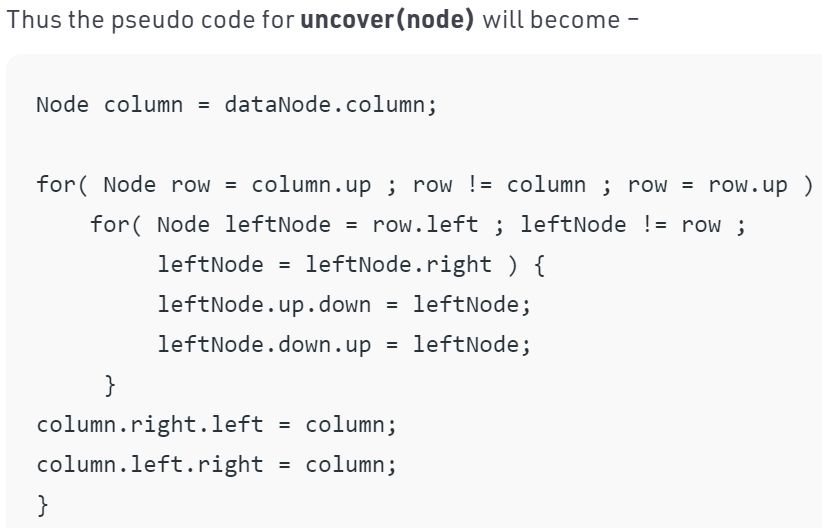 Thus the pseudo code for uncover(node) will become –
Node column = dataNode.column;
for( Node row = column.up ; row != column ; row = row.up )
for( Node leftNode = row.left ; leftNode != row ;
leftNode = leftNode.right ) {
leftNode.up.down = leftNode;
leftNode.down.up = leftNode;
}
column.right.left = column;
column.left.right = column;
}